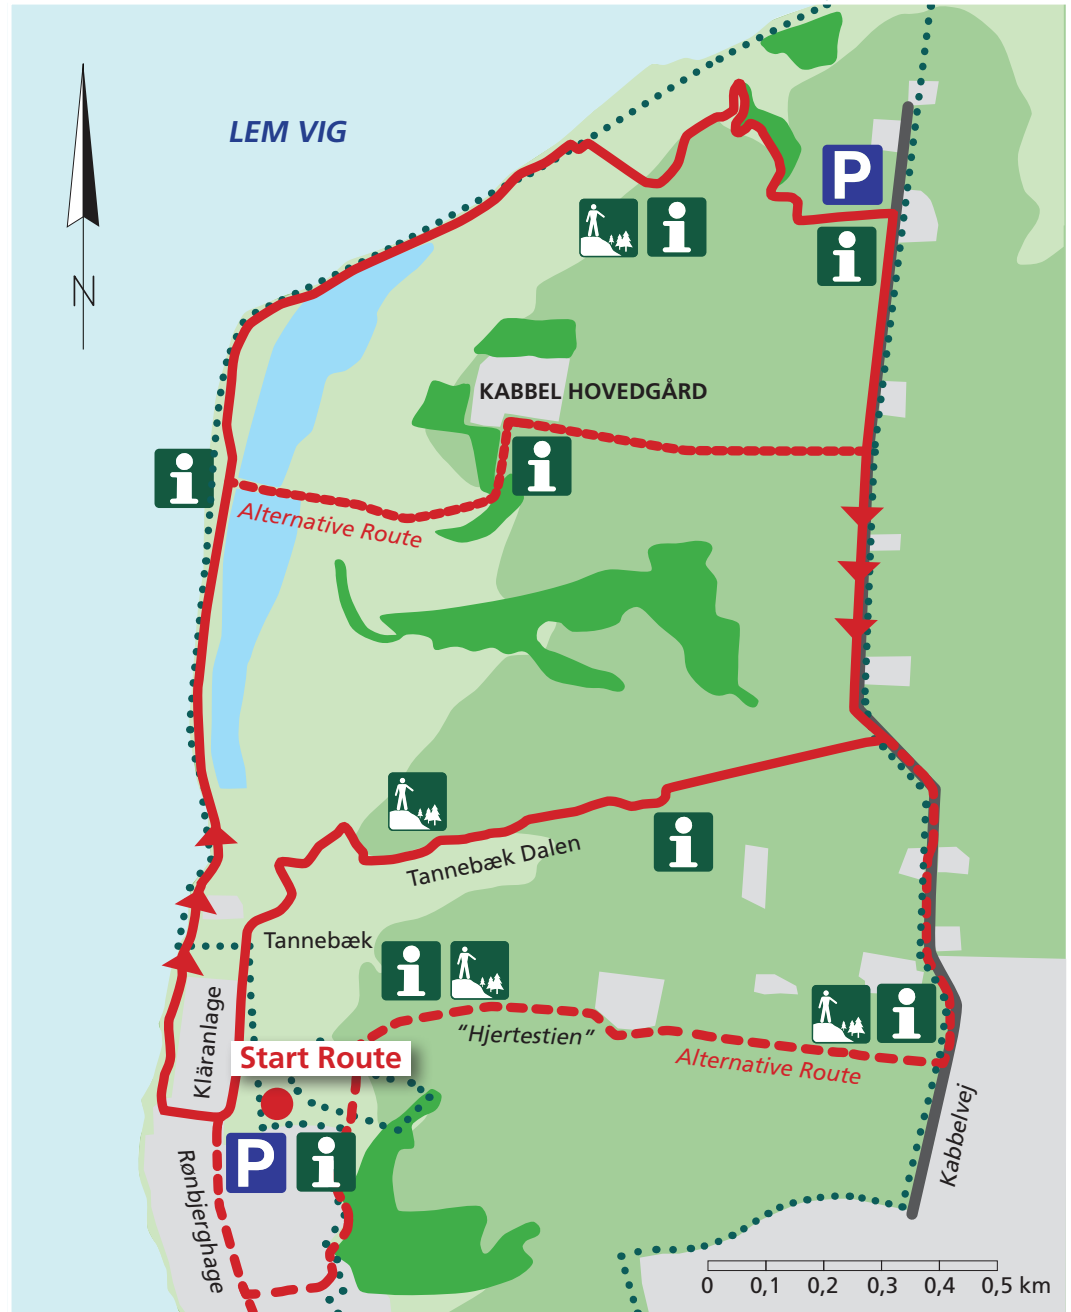 LEM VIG
N
P
i
i
i
KABBEL HOVEDGÅRD
i
i
Alternative Route
Tannebæk Dalen
i
Tannebæk
i
"Hjertestien"
i
Alternative Route
Kläranlage
Start Route
P
i
Rønbjerghage
Kabbelvej
0 0,1 0,2 0,3 0,4 0,5 km